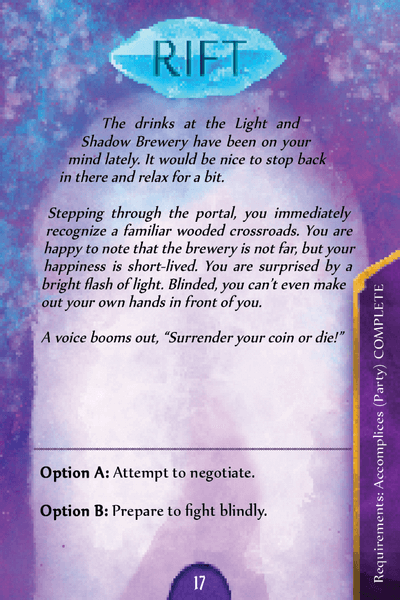 RIFT
The drinks at the Light and
Shadow Brewery have been on your
mind lately. It would be nice to stop back
in there and relax for a bit.
Stepping through the portal, you immediately
recognize a familiar wooded crossroads. You are
happy to note that the brewery is not far, but your
happiness is short-lived. You are surprised by a
bright flash of light. Blinded, you can't even make
out your own hands in front of you.
A voice booms out, “Surrender your coin or die!”
Option A: Attempt to negotiate.
Option B: Prepare to fight blindly.
Requirements: Accomplices (Party) COMPLETE
17